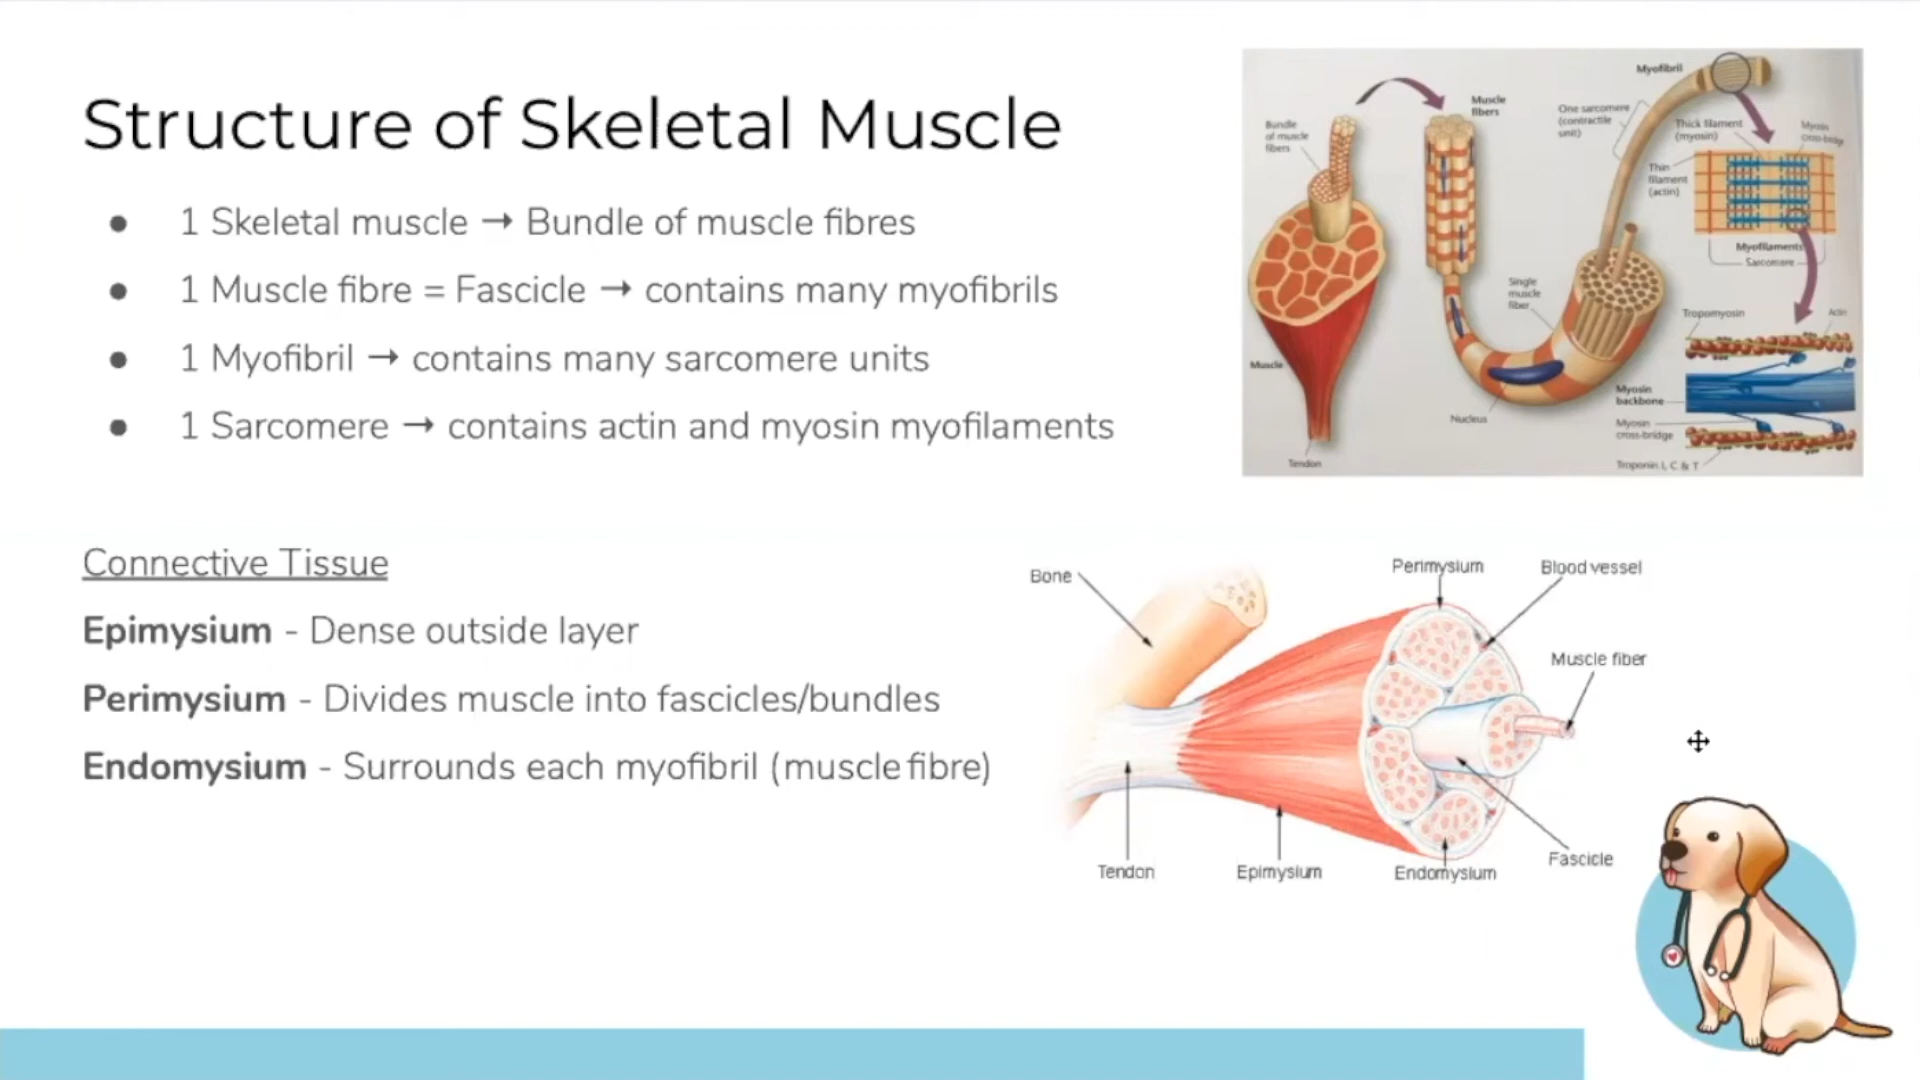 Structure of Skeletal Muscle
● 1 Skeletal muscle → Bundle of muscle fibres
● 1 Muscle fibre = Fascicle → contains many myofibrils
● 1 Myofibril → contains many sarcomere units
● 1 Sarcomere → contains actin and myosin myofilaments
Myofibril
Muscle
fibers
Bundle
of muscle
fibers
One sarcomere
(contractile
unit)
Thick filament
(myosin)
Myosin
cross-bridge
Thin
filament
(actin)
Myofilaments
Sarcomere
Single
muscle
fiber
Tropomyosin
Actin
Muscle
Myosin
backbone
Nucleus
Myosin
cross-bridge
Tendon
Troponin I, C & T
Connective Tissue
Epimysium - Dense outside layer
Perimysium - Divides muscle into fascicles/bundles
Endomysium - Surrounds each myofibril (muscle fibre)
Bone
Perimysium
Blood vessel
Muscle fiber
Fascicle
Tendon
Epimysium
Endomysium